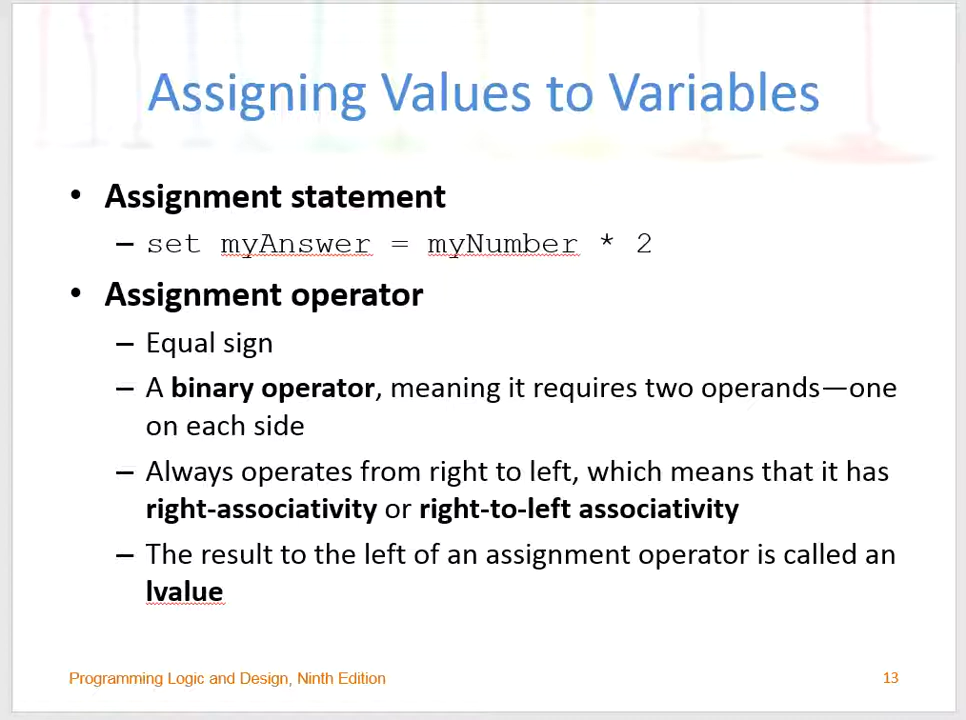 Assigning Values to Variables
• Assignment statement
– set myAnswer = myNumber * 2
• Assignment operator
– Equal sign
– A binary operator, meaning it requires two operands—one
on each side
– Always operates from right to left, which means that it has
right-associativity or right-to-left associativity
– The result to the left of an assignment operator is called an
lvalue
Programming Logic and Design, Ninth Edition
13